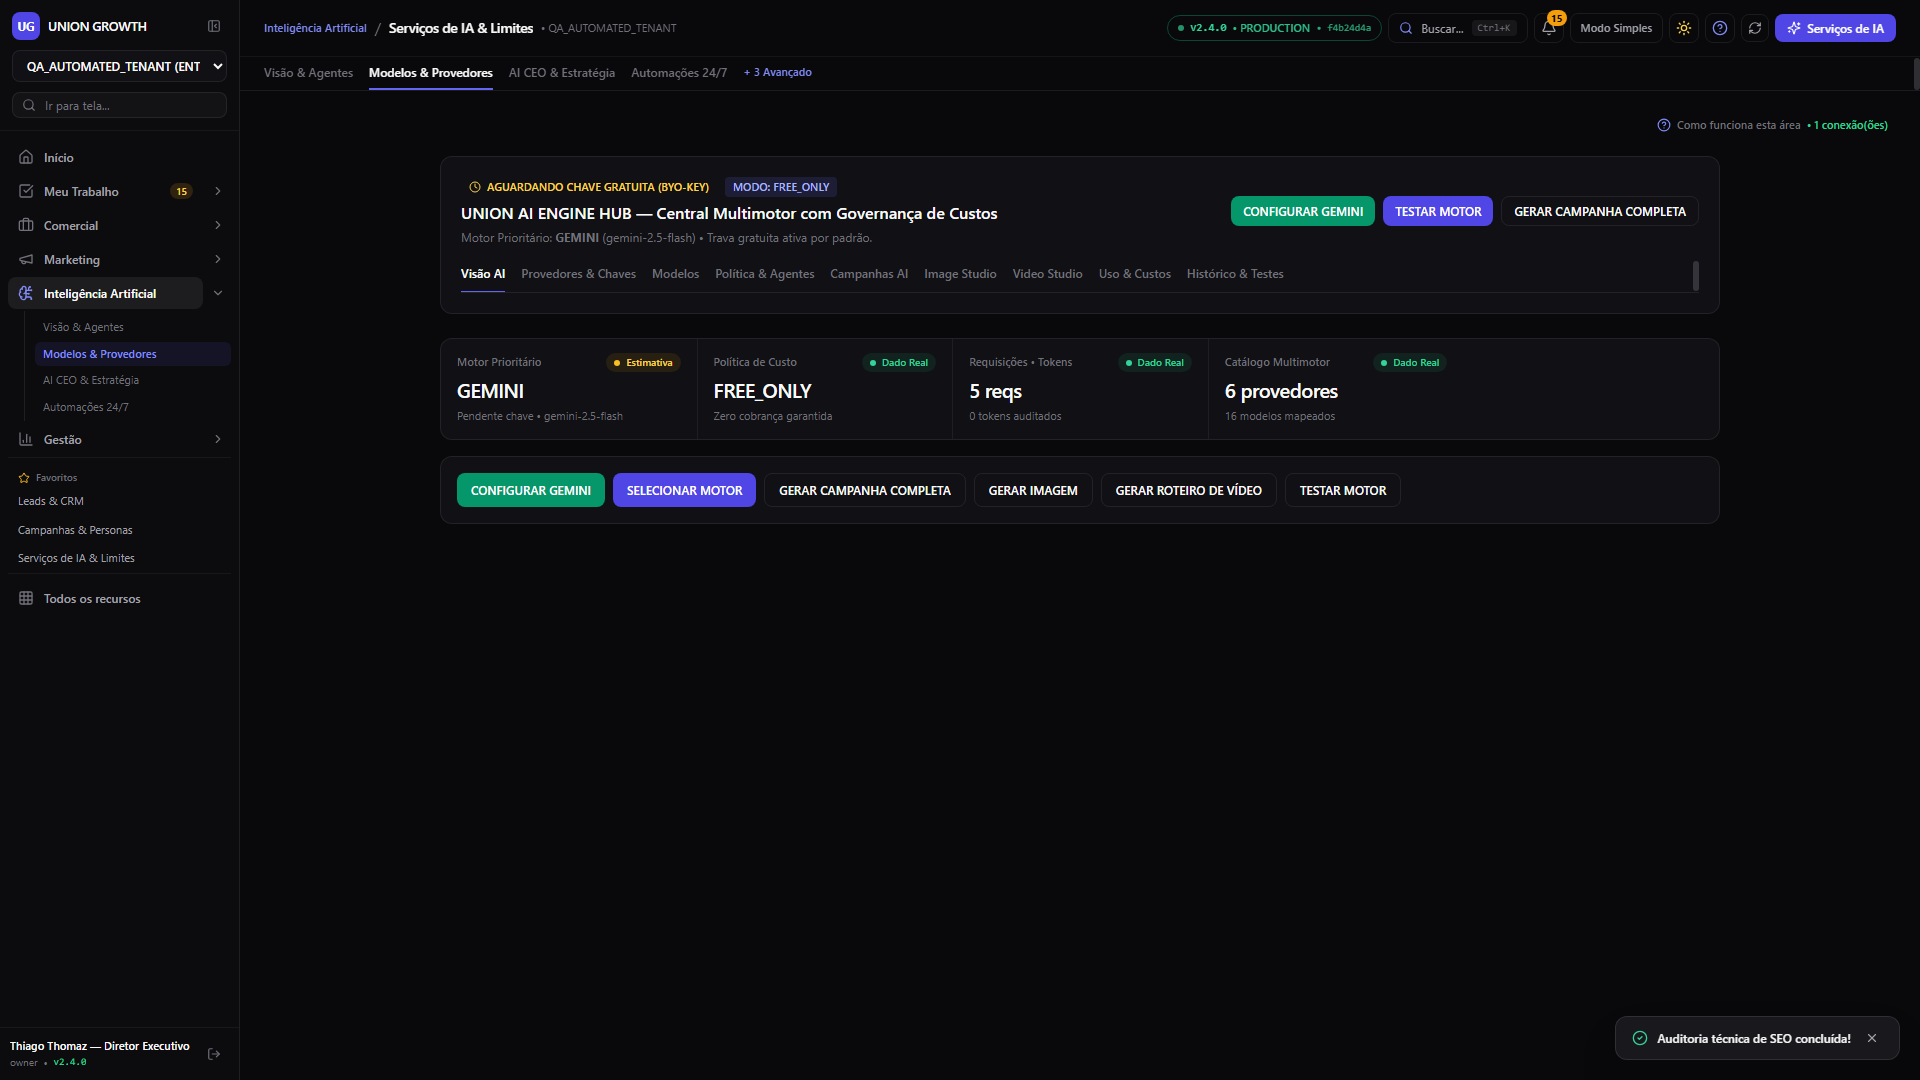 UG UNION GROWTH
QA_AUTOMATED_TENANT (ENT
Ir para tela...
Início
Meu Trabalho 15
Comercial
Marketing
Inteligência Artificial
Visão & Agentes
Modelos & Provedores
AI CEO & Estratégia
Automações 24/7
Gestão
Favoritos
Leads & CRM
Campanhas & Personas
Serviços de IA & Limites
Todos os recursos
Thiago Thomaz — Diretor Executivo
owner • v2.4.0
Inteligência Artificial / Serviços de IA & Limites • QA_AUTOMATED_TENANT
v2.4.0 • PRODUCTION • f4b24d4a
Buscar... Ctrl+K
15
Modo Simples
Serviços de IA
Visão & Agentes Modelos & Provedores AI CEO & Estratégia Automações 24/7 + 3 Avançado
Como funciona esta área • 1 conexão(ões)
AGUARDANDO CHAVE GRATUITA (BYO-KEY) MODO: FREE_ONLY
UNION AI ENGINE HUB — Central Multimotor com Governança de Custos
Motor Prioritário: GEMINI (gemini-2.5-flash) • Trava gratuita ativa por padrão.
CONFIGURAR GEMINI TESTAR MOTOR GERAR CAMPANHA COMPLETA
Visão AI Provedores & Chaves Modelos Política & Agentes Campanhas AI Image Studio Video Studio Uso & Custos Histórico & Testes
Motor Prioritário Estimativa
GEMINI
Pendente chave • gemini-2.5-flash
Política de Custo Dado Real
FREE_ONLY
Zero cobrança garantida
Requisições • Tokens Dado Real
5 reqs
0 tokens auditados
Catálogo Multimotor Dado Real
6 provedores
16 modelos mapeados
CONFIGURAR GEMINI SELECIONAR MOTOR GERAR CAMPANHA COMPLETA GERAR IMAGEM GERAR ROTEIRO DE VÍDEO TESTAR MOTOR
Auditoria técnica de SEO concluída!